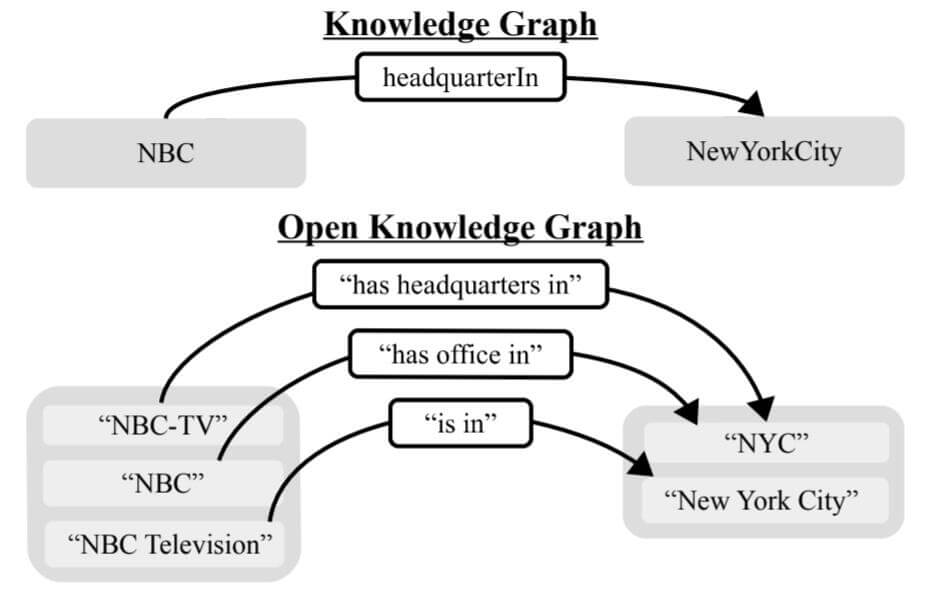 Knowledge Graph
headquarterIn
NBC
NewYorkCity
Open Knowledge Graph
“has headquarters in”
“has office in”
“is in”
“NBC-TV”
“NBC”
“NBC Television”
“NYC”
“New York City”